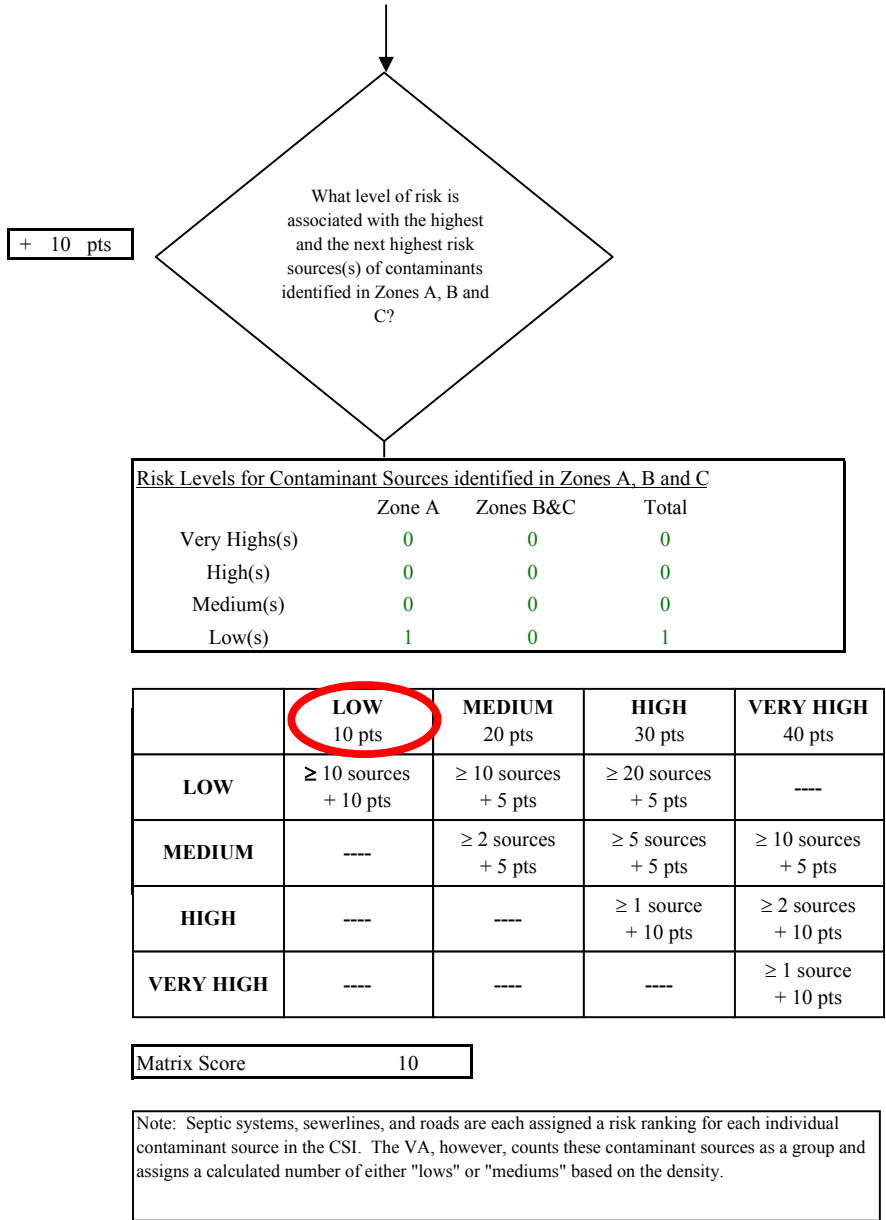 What level of risk is
associated with the highest
and the next highest risk
sources(s) of contaminants
identified in Zones A, B and
C?
+ 10 pts
Risk Levels for Contaminant Sources identified in Zones A, B and C
Zone A Zones B&C Total
Very Highs(s) 0 0 0
High(s) 0 0 0
Medium(s) 0 0 0
Low(s) 1 0 1
LOW MEDIUM HIGH VERY HIGH
10 pts 20 pts 30 pts 40 pts
LOW ≥ 10 sources ≥ 10 sources ≥ 20 sources ----
+ 10 pts + 5 pts + 5 pts
MEDIUM ---- ≥ 2 sources ≥ 5 sources ≥ 10 sources
+ 5 pts + 5 pts + 5 pts
HIGH ---- ---- ≥ 1 source ≥ 2 sources
+ 10 pts + 10 pts
VERY HIGH ---- ---- ---- ≥ 1 source
+ 10 pts
Matrix Score 10
Note: Septic systems, sewerlines, and roads are each assigned a risk ranking for each individual
contaminant source in the CSI. The VA, however, counts these contaminant sources as a group and
assigns a calculated number of either "lows" or "mediums" based on the density.